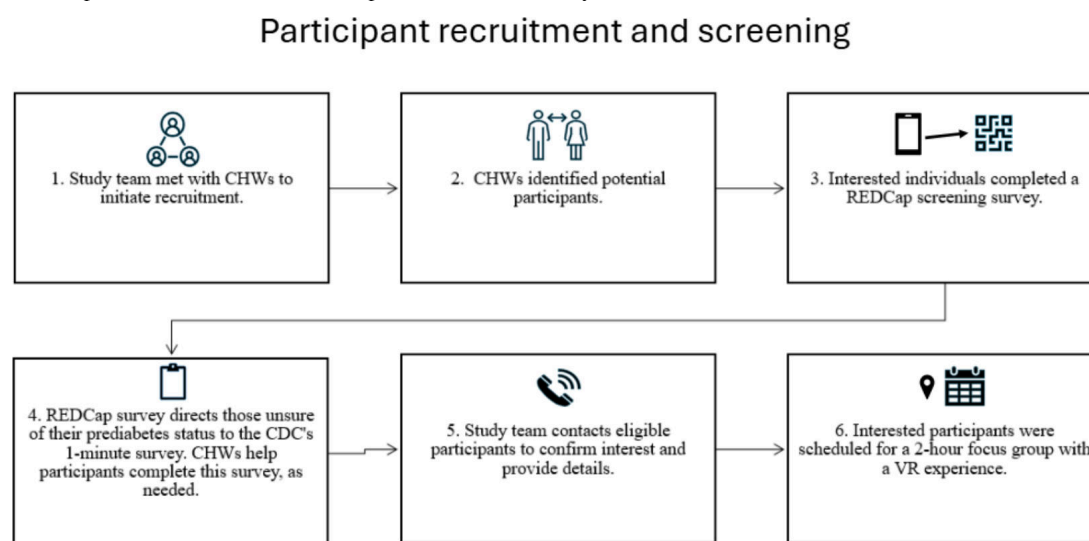 Participant recruitment and screening
1. Study team met with CHWs to
initiate recruitment.
2. CHWs identified potential
participants.
3. Interested individuals completed a
REDCap screening survey.
4. REDCap survey directs those unsure
of their prediabetes status to the CDC's
1-minute survey. CHWs help
participants complete this survey, as
needed.
5. Study team contacts eligible
participants to confirm interest and
provide details.
6. Interested participants were
scheduled for a 2-hour focus group with
a VR experience.